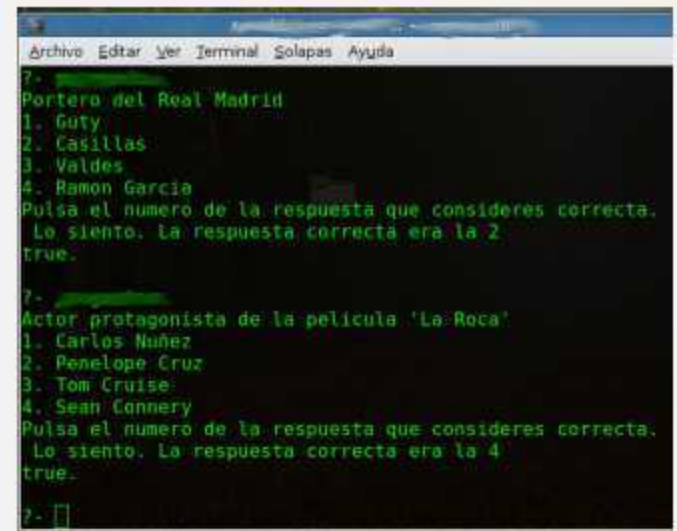 Archivo Editar Ver Terminal Solapas Ayuda
?-
Portero del Real Madrid
1. Guty
2. Casillas
3. Valdes
4. Ramon Garcia
Pulsa el numero de la respuesta que consideres correcta.
Lo siento. La respuesta correcta era la 2
true.
?-
Actor protagonista de la pelicula 'La Roca'
1. Carlos Nuñez
2. Penelope Cruz
3. Tom Cruise
4. Sean Connery
Pulsa el numero de la respuesta que consideres correcta.
Lo siento. La respuesta correcta era la 4
true.
?-